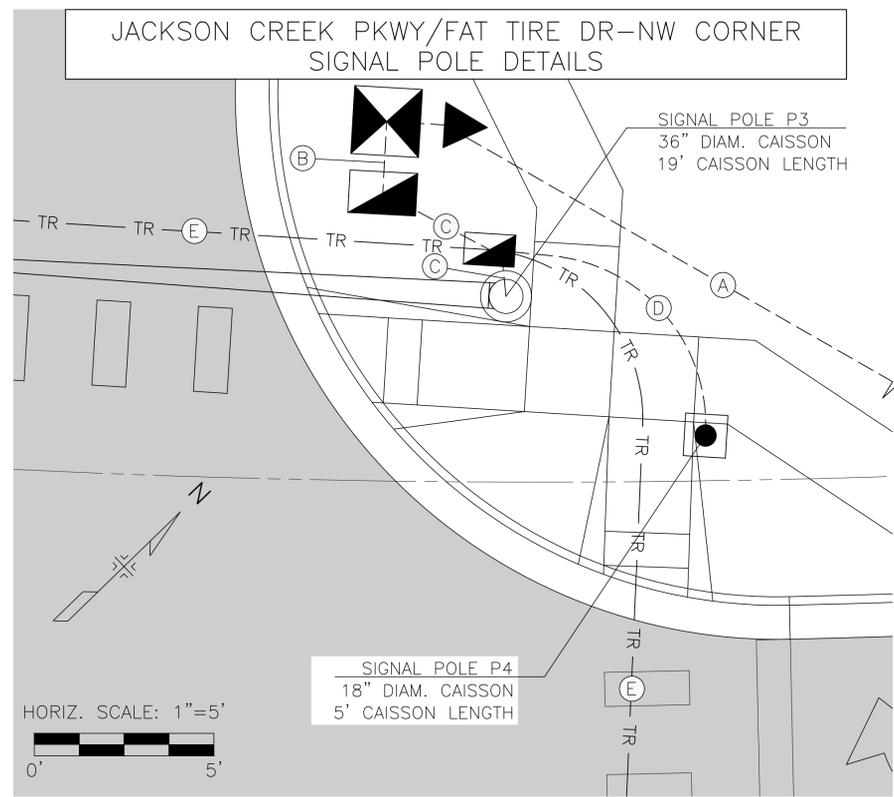 JACKSON CREEK PKWY/FAT TIRE DR-NW CORNER
SIGNAL POLE DETAILS
SIGNAL POLE P3
36" DIAM. CAISSON
19' CAISSON LENGTH
B
C
TR
TR
E
TR
TR
TR
C
TR
A
D
TR
TR
N
TR
TR
SIGNAL POLE P4
18" DIAM. CAISSON
5' CAISSON LENGTH
E
TR
HORIZ. SCALE: 1"=5'
0'
5'